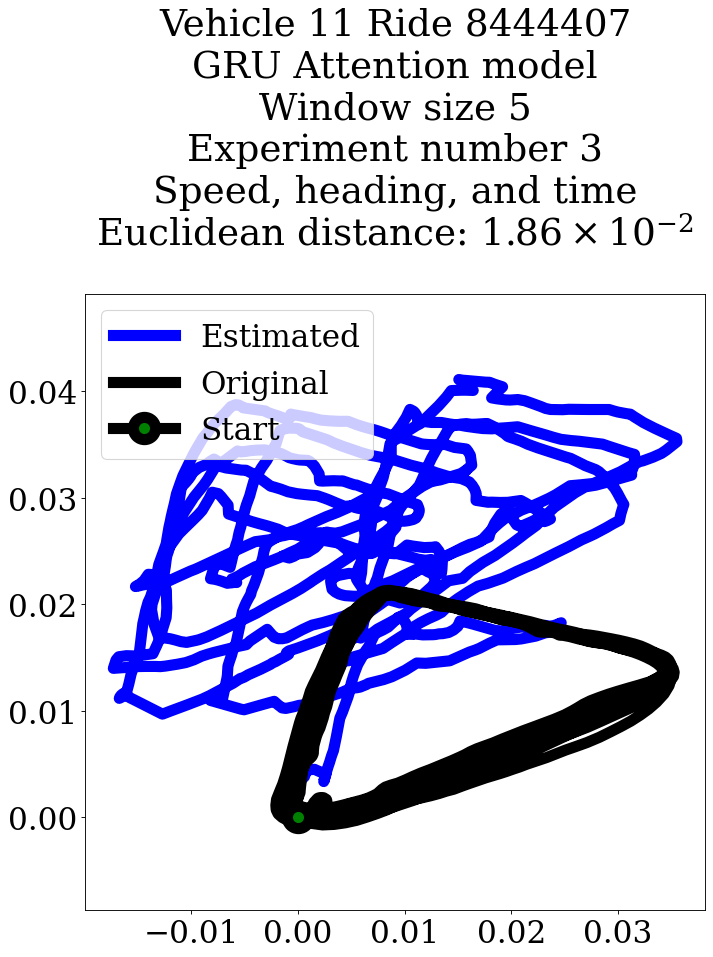 Vehicle 11 Ride 8444407
GRU Attention model
Window size 5
Experiment number 3
Speed, heading, and time
Euclidean distance: $1.86 \times 10^{-2}$
Estimated
Original
Start
0.04
0.03
0.02
0.01
0.00
−0.01 0.00 0.01 0.02 0.03